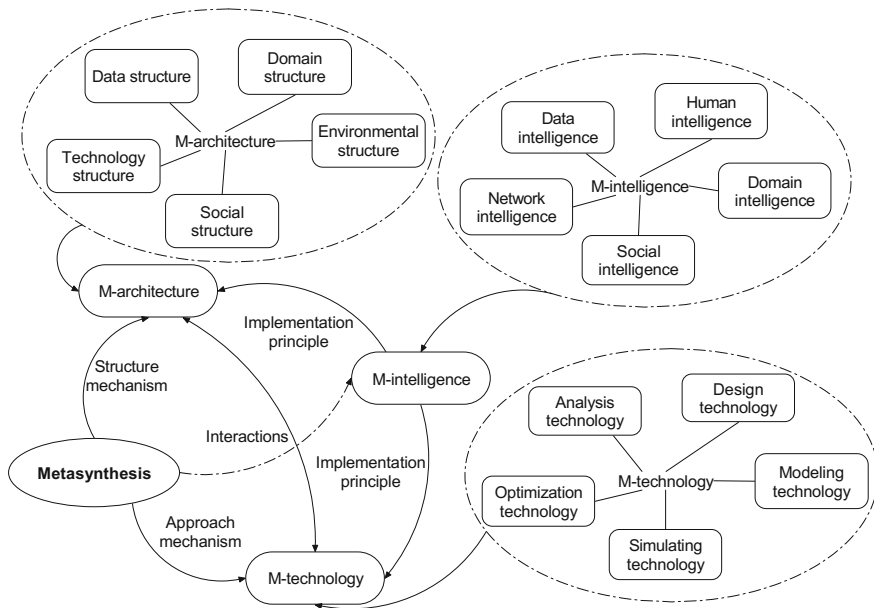 Data structure
Domain
structure
M-architecture
Environmental
structure
Technology
structure
Social
structure
Data
intelligence
Human
intelligence
M-intelligence
Network
intelligence
Domain
intelligence
Social
intelligence
M-architecture
Implementation
principle
Structure
mechanism
M-intelligence
Interactions
Implementation
principle
Metasynthesis
Approach
mechanism
M-technology
Analysis
technology
Design
technology
M-technology
Optimization
technology
Modeling
technology
Simulating
technology